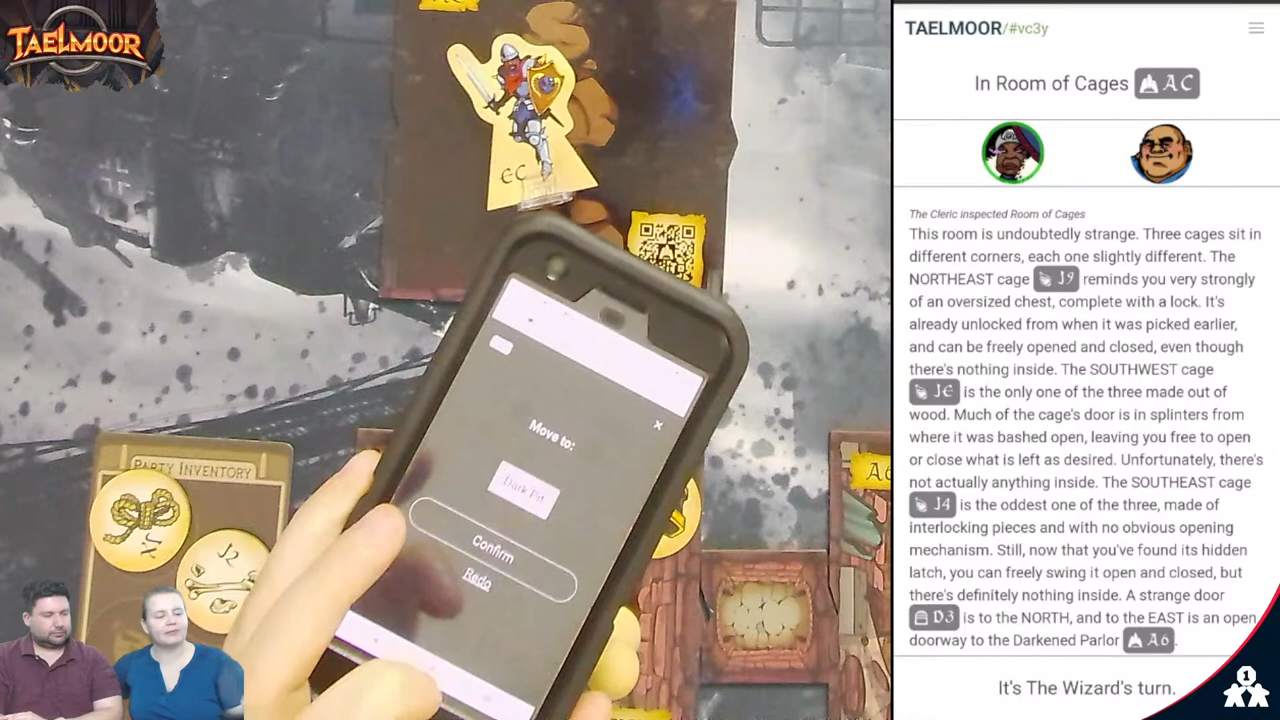 TAELMOOR
TAELMOOR/#vc3y
In Room of Cages AC
The Cleric inspected Room of Cages
This room is undoubtedly strange. Three cages sit in
different corners, each one slightly different. The
NORTHEAST cage J9 reminds you very strongly
of an oversized chest, complete with a lock. It's
already unlocked from when it was picked earlier,
and can be freely opened and closed, even though
there's nothing inside. The SOUTHWEST cage
JE is the only one of the three made out of
wood. Much of the cage's door is in splinters from
where it was bashed open, leaving you free to open
or close what is left as desired. Unfortunately, there's
not actually anything inside. The SOUTHEAST cage
J4 is the oddest one of the three, made of
interlocking pieces and with no obvious opening
mechanism. Still, now that you've found its hidden
latch, you can freely swing it open and closed, but
there's definitely nothing inside. A strange door
D3 is to the NORTH, and to the EAST is an open
doorway to the Darkened Parlor A6.
It's The Wizard's turn.
1
Move to:
Dark Pit
Confirm
Redo
PARTY INVENTORY
JX
J2
A6